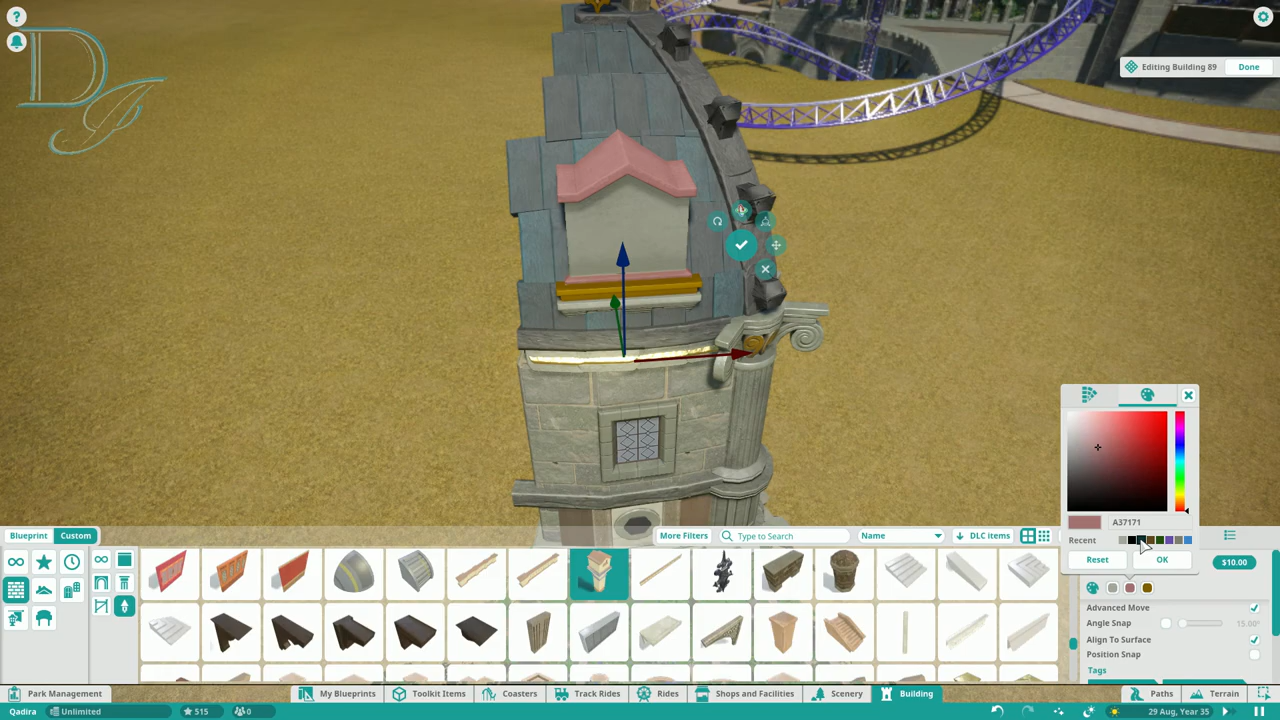 ?
DJ
Editing Building 89
Done
A37171
Recent
Reset
OK
Blueprint
Custom
More Filters
Type to Search
Name
DLC items
$10.00
Advanced Move
Angle Snap
15.00°
Align To Surface
Position Snap
Tags
Park Management
My Blueprints
Toolkit Items
Coasters
Track Rides
Rides
Shops and Facilities
Scenery
Building
Paths
Terrain
Qadira
Unlimited
515
0
29 Aug, Year 35